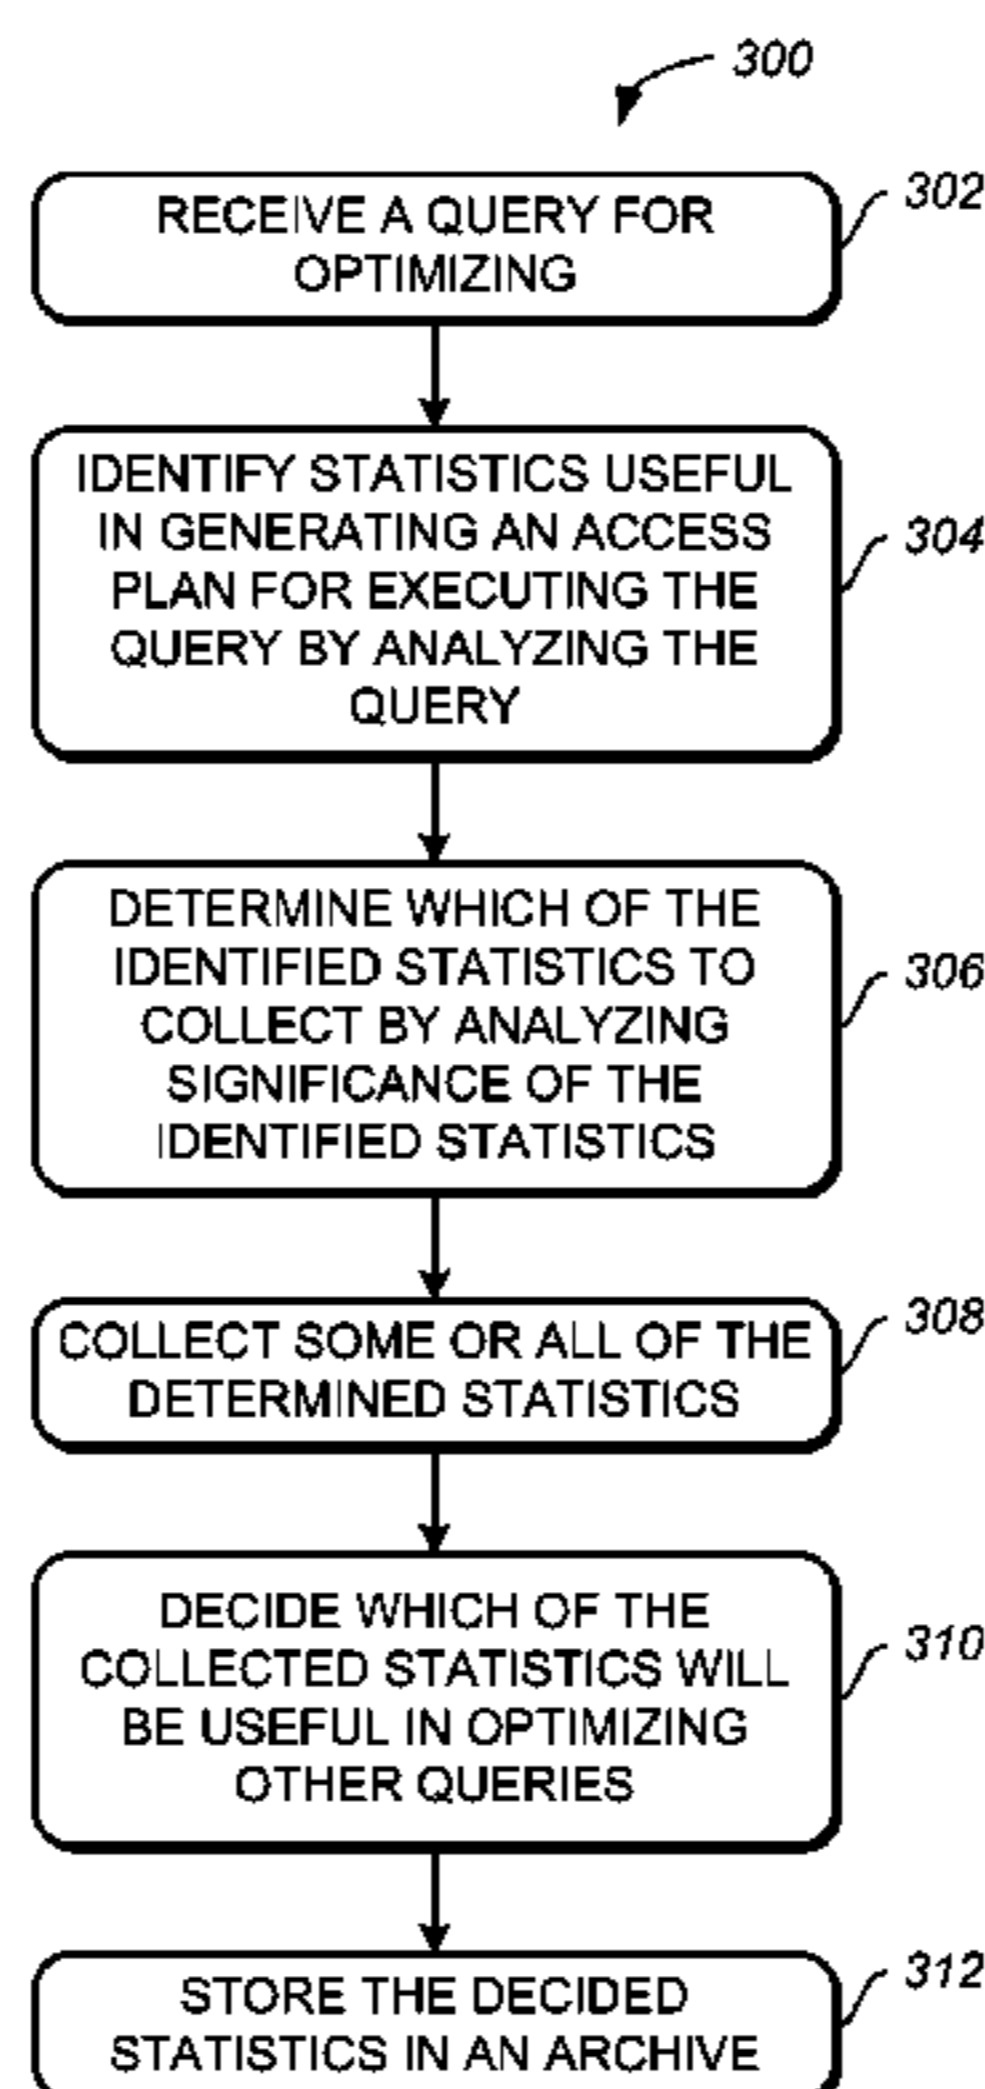 300
RECEIVE A QUERY FOR
OPTIMIZING
302
IDENTIFY STATISTICS USEFUL
IN GENERATING AN ACCESS
PLAN FOR EXECUTING THE
QUERY BY ANALYZING THE
QUERY
304
DETERMINE WHICH OF THE
IDENTIFIED STATISTICS TO
COLLECT BY ANALYZING
SIGNIFICANCE OF THE
IDENTIFIED STATISTICS
306
COLLECT SOME OR ALL OF THE
DETERMINED STATISTICS
308
DECIDE WHICH OF THE
COLLECTED STATISTICS WILL
BE USEFUL IN OPTIMIZING
OTHER QUERIES
310
STORE THE DECIDED
STATISTICS IN AN ARCHIVE
312